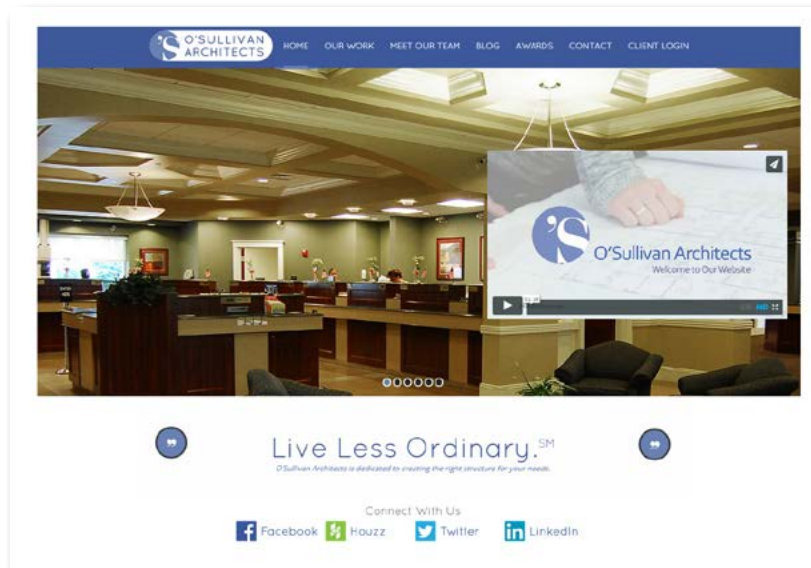 O'SULLIVAN
ARCHITECTS
HOME OUR WORK MEET OUR TEAM BLOG AWARDS CONTACT CLIENT LOGIN
'S O'Sullivan Architects
Welcome to Our Website
HD
Live Less Ordinary.℠
O'Sullivan Architects is dedicated to creating the right structure for your needs.
Connect With Us
Facebook Houzz Twitter LinkedIn